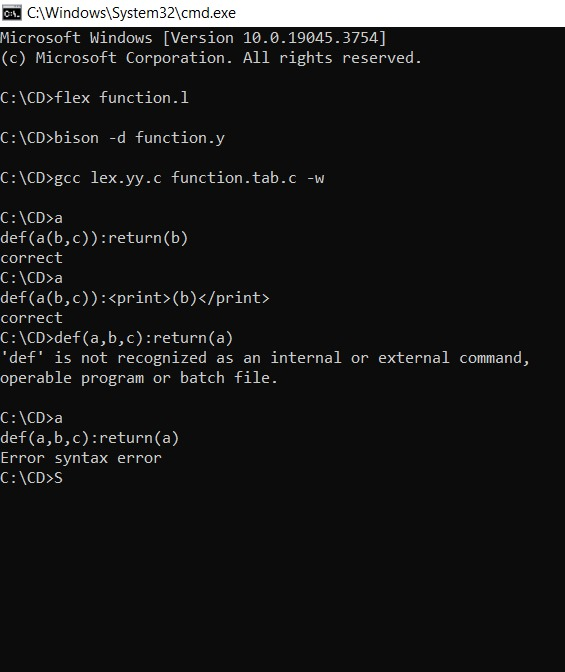 C:\Windows\System32\cmd.exe
Microsoft Windows [Version 10.0.19045.3754]
(c) Microsoft Corporation. All rights reserved.
C:\CD>flex function.l
C:\CD>bison -d function.y
C:\CD>gcc lex.yy.c function.tab.c -w
C:\CD>a
def(a(b,c)):return(b)
correct
C:\CD>a
def(a(b,c)):<print>(b)</print>
correct
C:\CD>def(a,b,c):return(a)
'def' is not recognized as an internal or external command,
operable program or batch file.
C:\CD>a
def(a,b,c):return(a)
Error syntax error
C:\CD>S